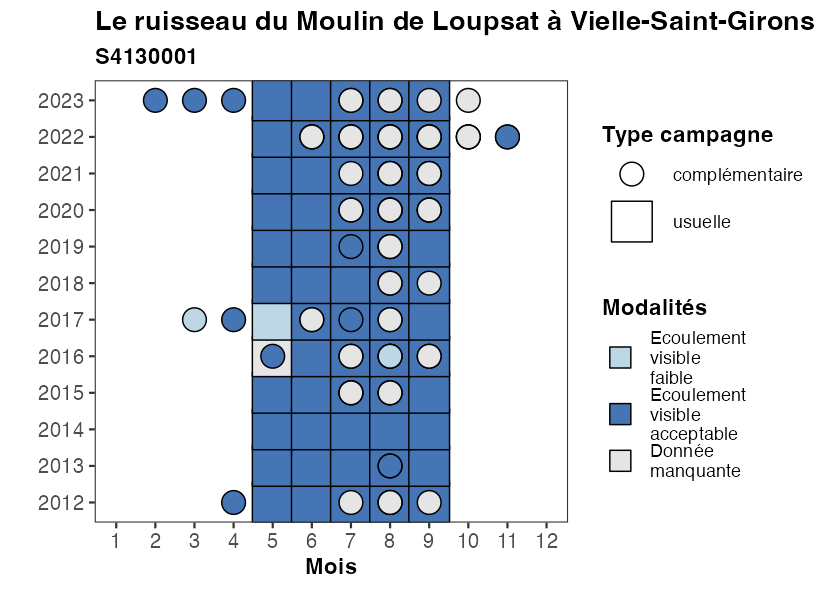 Le ruisseau du Moulin de Loupsat à Vielle-Saint-Girons
S4130001
2023
2022
2021
2020
2019
2018
2017
2016
2015
2014
2013
2012
1 2 3 4 5 6 7 8 9 10 11 12
Mois
Type campagne
complémentaire
usuelle
Modalités
Ecoulement
visible
faible
Ecoulement
visible
acceptable
Donnée
manquante